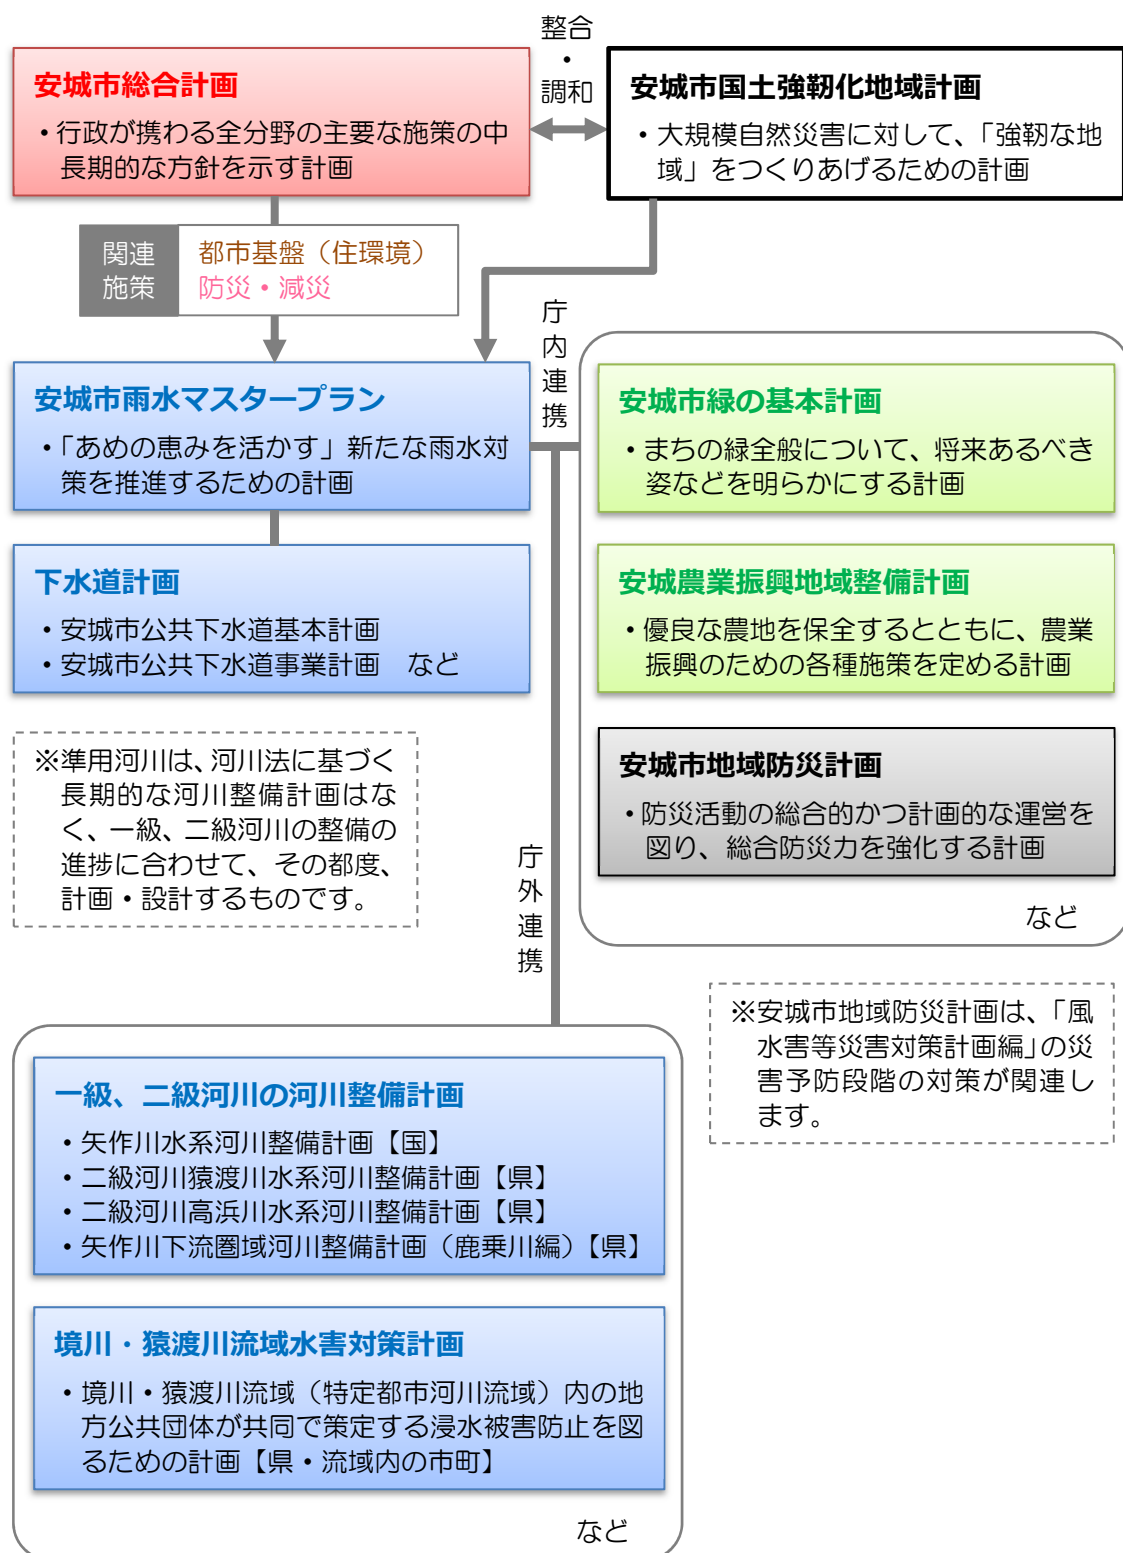 整合
・
調和
安城市総合計画
・行政が携わる全分野の主要な施策の中
長期的な方針を示す計画
安城市国土強靭化地域計画
・大規模自然災害に対して、「強靭な地
域」をつくりあげるための計画
関連
施策
都市基盤（住環境）
防災・減災
庁内連携
安城市雨水マスタープラン
・「あめの恵みを活かす」新たな雨水対
策を推進するための計画
下水道計画
・安城市公共下水道基本計画
・安城市公共下水道事業計画　など
安城市緑の基本計画
・まちの緑全般について、将来あるべき
姿などを明らかにする計画
安城農業振興地域整備計画
・優良な農地を保全するとともに、農業
振興のための各種施策を定める計画
安城市地域防災計画
・防災活動の総合的かつ計画的な運営を
図り、総合防災力を強化する計画
など
※準用河川は、河川法に基づく
長期的な河川整備計画はな
く、一級、二級河川の整備の
進捗に合わせて、その都度、
計画・設計するものです。
庁外連携
※安城市地域防災計画は、「風
水害等災害対策計画編」の災
害予防段階の対策が関連し
ます。
一級、二級河川の河川整備計画
・矢作川水系河川整備計画【国】
・二級河川猿渡川水系河川整備計画【県】
・二級河川高浜川水系河川整備計画【県】
・矢作川下流圏域河川整備計画（鹿乗川編）【県】
境川・猿渡川流域水害対策計画
・境川・猿渡川流域（特定都市河川流域）内の地
方公共団体が共同で策定する浸水被害防止を図
るための計画【県・流域内の市町】
など